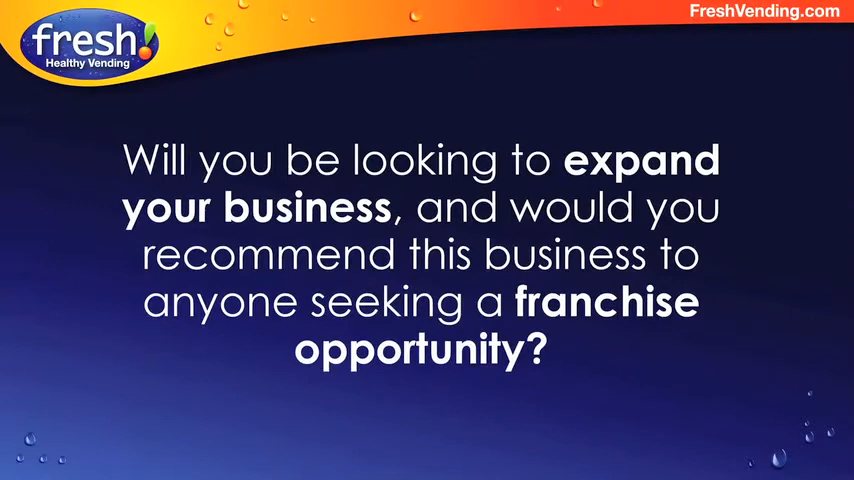 FreshVending.com
fresh!
Healthy Vending
Will you be looking to expand
your business, and would you
recommend this business to
anyone seeking a franchise
opportunity?